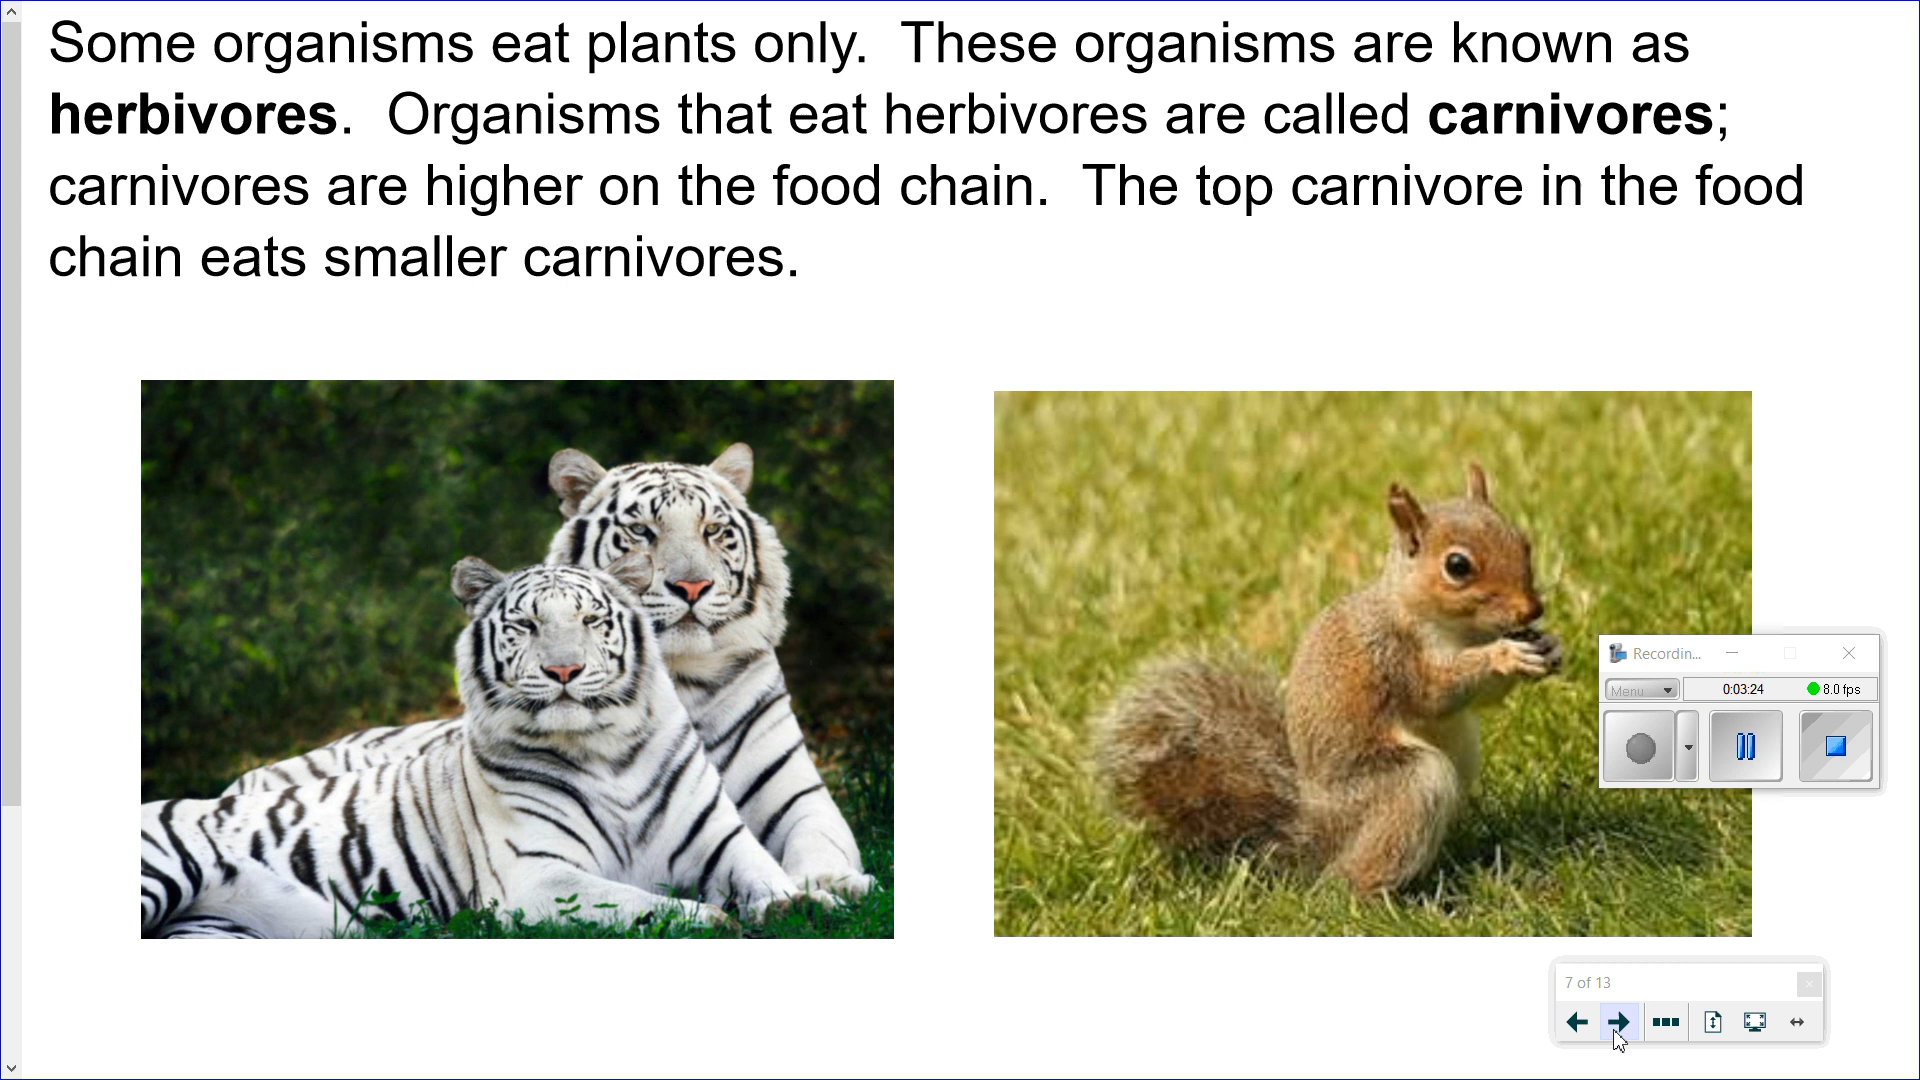 Some organisms eat plants only.  These organisms are known as
herbivores.  Organisms that eat herbivores are called carnivores;
carnivores are higher on the food chain.  The top carnivore in the food
chain eats smaller carnivores.
Recordin...
Menu
0:03:24
8.0 fps
7 of 13